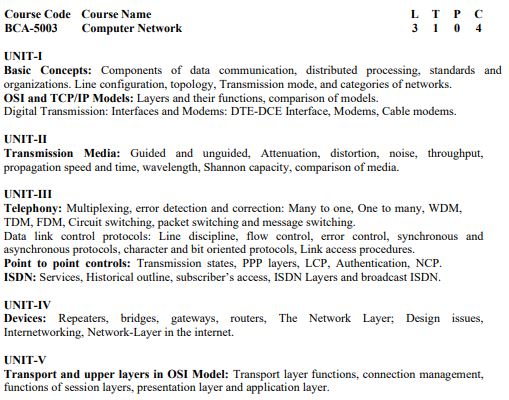 Course Code Course Name L T P C
BCA-5003 Computer Network 3 1 0 4
UNIT-I
Basic Concepts: Components of data communication, distributed processing, standards and
organizations. Line configuration, topology, Transmission mode, and categories of networks.
OSI and TCP/IP Models: Layers and their functions, comparison of models.
Digital Transmission: Interfaces and Modems: DTE-DCE Interface, Modems, Cable modems.
UNIT-II
Transmission Media: Guided and unguided, Attenuation, distortion, noise, throughput,
propagation speed and time, wavelength, Shannon capacity, comparison of media.
UNIT-III
Telephony: Multiplexing, error detection and correction: Many to one, One to many, WDM,
TDM, FDM, Circuit switching, packet switching and message switching.
Data link control protocols: Line discipline, flow control, error control, synchronous and
asynchronous protocols, character and bit oriented protocols, Link access procedures.
Point to point controls: Transmission states, PPP layers, LCP, Authentication, NCP.
ISDN: Services, Historical outline, subscriber's access, ISDN Layers and broadcast ISDN.
UNIT-IV
Devices: Repeaters, bridges, gateways, routers, The Network Layer; Design issues,
Internetworking, Network-Layer in the internet.
UNIT-V
Transport and upper layers in OSI Model: Transport layer functions, connection management,
functions of session layers, presentation layer and application layer.